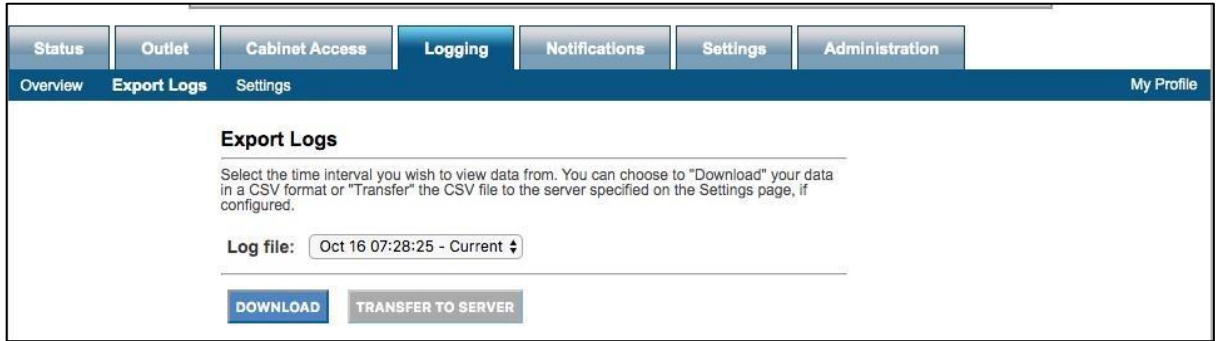 Status Outlet Cabinet Access Logging Notifications Settings Administration
Overview Export Logs Settings My Profile
Export Logs
Select the time interval you wish to view data from. You can choose to "Download" your data
in a CSV format or "Transfer" the CSV file to the server specified on the Settings page, if
configured.
Log file: Oct 16 07:28:25 - Current
DOWNLOAD TRANSFER TO SERVER